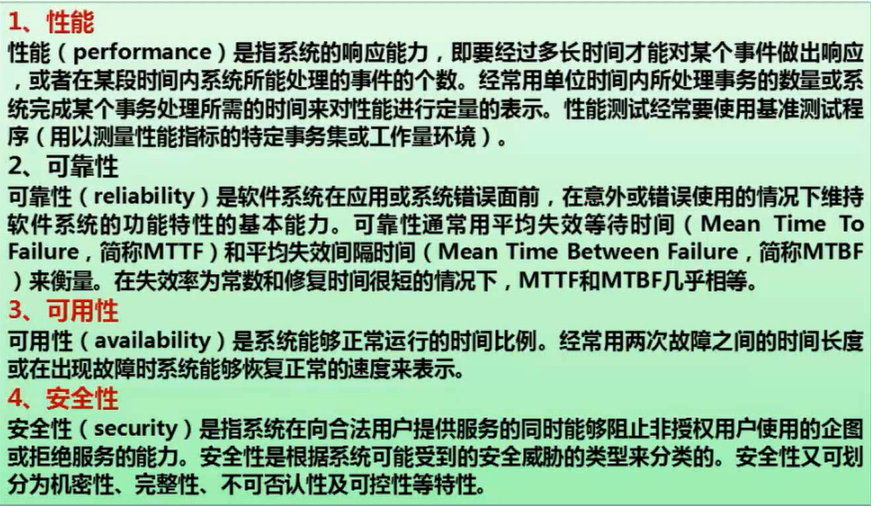 1、性能
性能（performance）是指系统的响应能力，即要经过多长时间才能对某个事件做出响应
，或者在某段时间内系统所能处理的事件的个数。经常用单位时间内所处理事务的数量或系
统完成某个事务处理所需的时间来对性能进行定量的表示。性能测试经常要使用基准测试程
序（用以测量性能指标的特定事务集或工作量环境）。
2、可靠性
可靠性（reliability）是软件系统在应用或系统错误面前，在意外或错误使用的情况下维持
软件系统的功能特性的基本能力。可靠性通常用平均失效等待时间（Mean Time To
Failure，简称MTTF）和平均失效间隔时间（Mean Time Between Failure，简称MTBF
）来衡量。在失效率为常数和修复时间很短的情况下，MTTF和MTBF几乎相等。
3、可用性
可用性（availability）是系统能够正常运行的时间比例。经常用两次故障之间的时间长度
或在出现故障时系统能够恢复正常的速度来表示。
4、安全性
安全性（security）是指系统在向合法用户提供服务的同时能够阻止非授权用户使用的企图
或拒绝服务的能力。安全性是根据系统可能受到的安全威胁的类型来分类的。安全性又可划
分为机密性、完整性、不可否认性及可控性等特性。